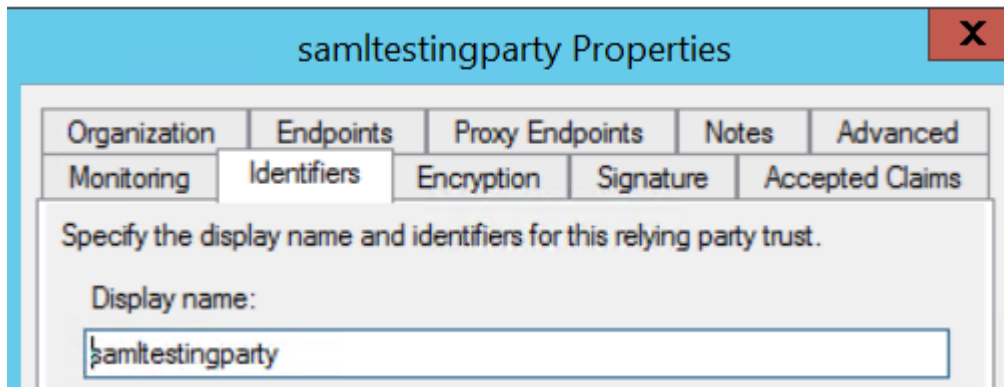 samltestingparty Properties
X
Organization Endpoints Proxy Endpoints Notes Advanced
Monitoring Identifiers Encryption Signature Accepted Claims
Specify the display name and identifiers for this relying party trust.
Display name:
samltestingparty